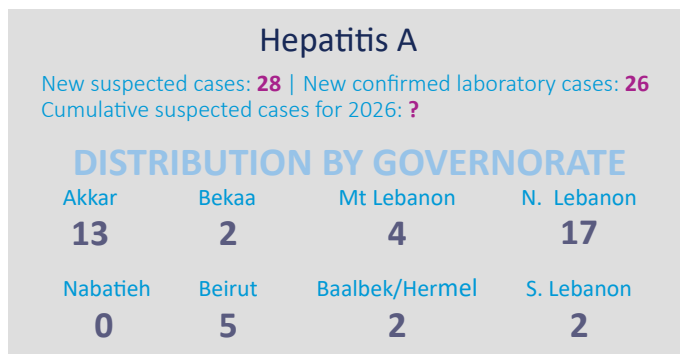 Hepatitis A
New suspected cases: 28 | New confirmed laboratory cases: 26
Cumulative suspected cases for 2026: ?
DISTRIBUTION BY GOVERNORATE
Akkar Bekaa Mt Lebanon N. Lebanon
13 2 4 17
Nabatieh Beirut Baalbek/Hermel S. Lebanon
0 5 2 2